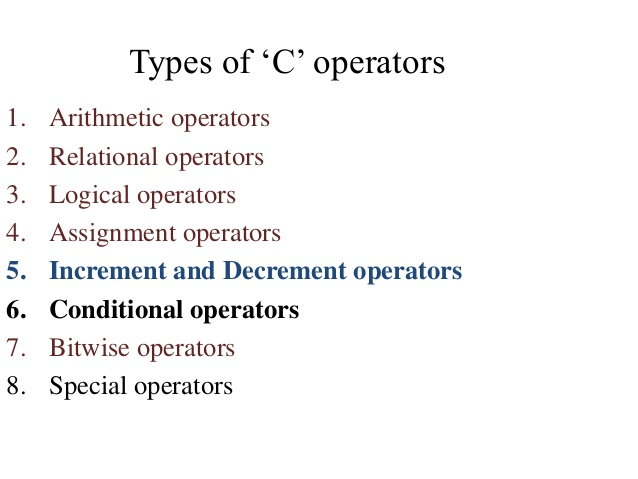 Types of ‘C’ operators
1. Arithmetic operators
2. Relational operators
3. Logical operators
4. Assignment operators
5. Increment and Decrement operators
6. Conditional operators
7. Bitwise operators
8. Special operators